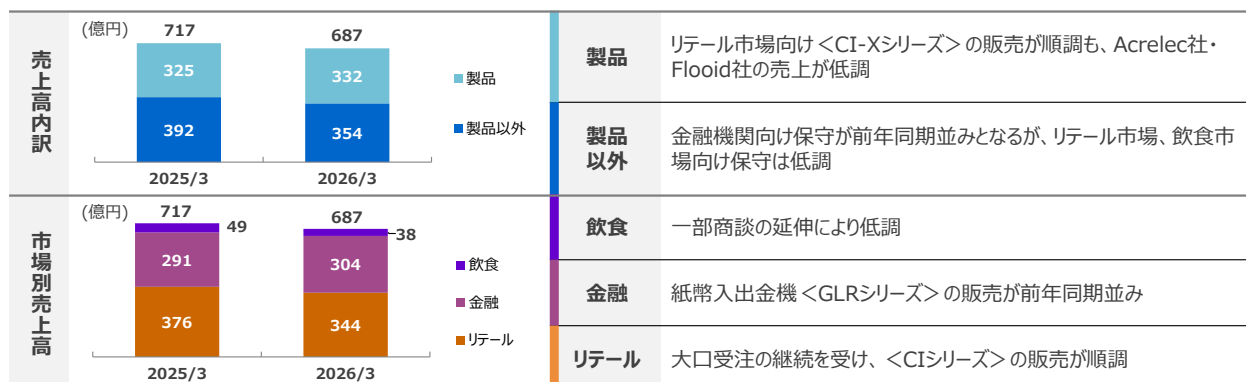 売上高内訳
(億円)
717
687
325
332
392
354
2025/3
2026/3
製品
製品以外
製品
リテール市場向け＜CI-Xシリーズ＞の販売が順調も、Acrelec社・
Flooid社の売上が低調
製品
以外
金融機関向け保守が前年同期並みとなるが、リテール市場、飲食市
場向け保守は低調
市場別売上高
(億円)
717
687
49
38
291
304
376
344
2025/3
2026/3
飲食
金融
リテール
飲食
一部商談の延伸により低調
金融
紙幣入出金機＜GLRシリーズ＞の販売が前年同期並み
リテール
大口受注の継続を受け、＜CIシリーズ＞の販売が順調